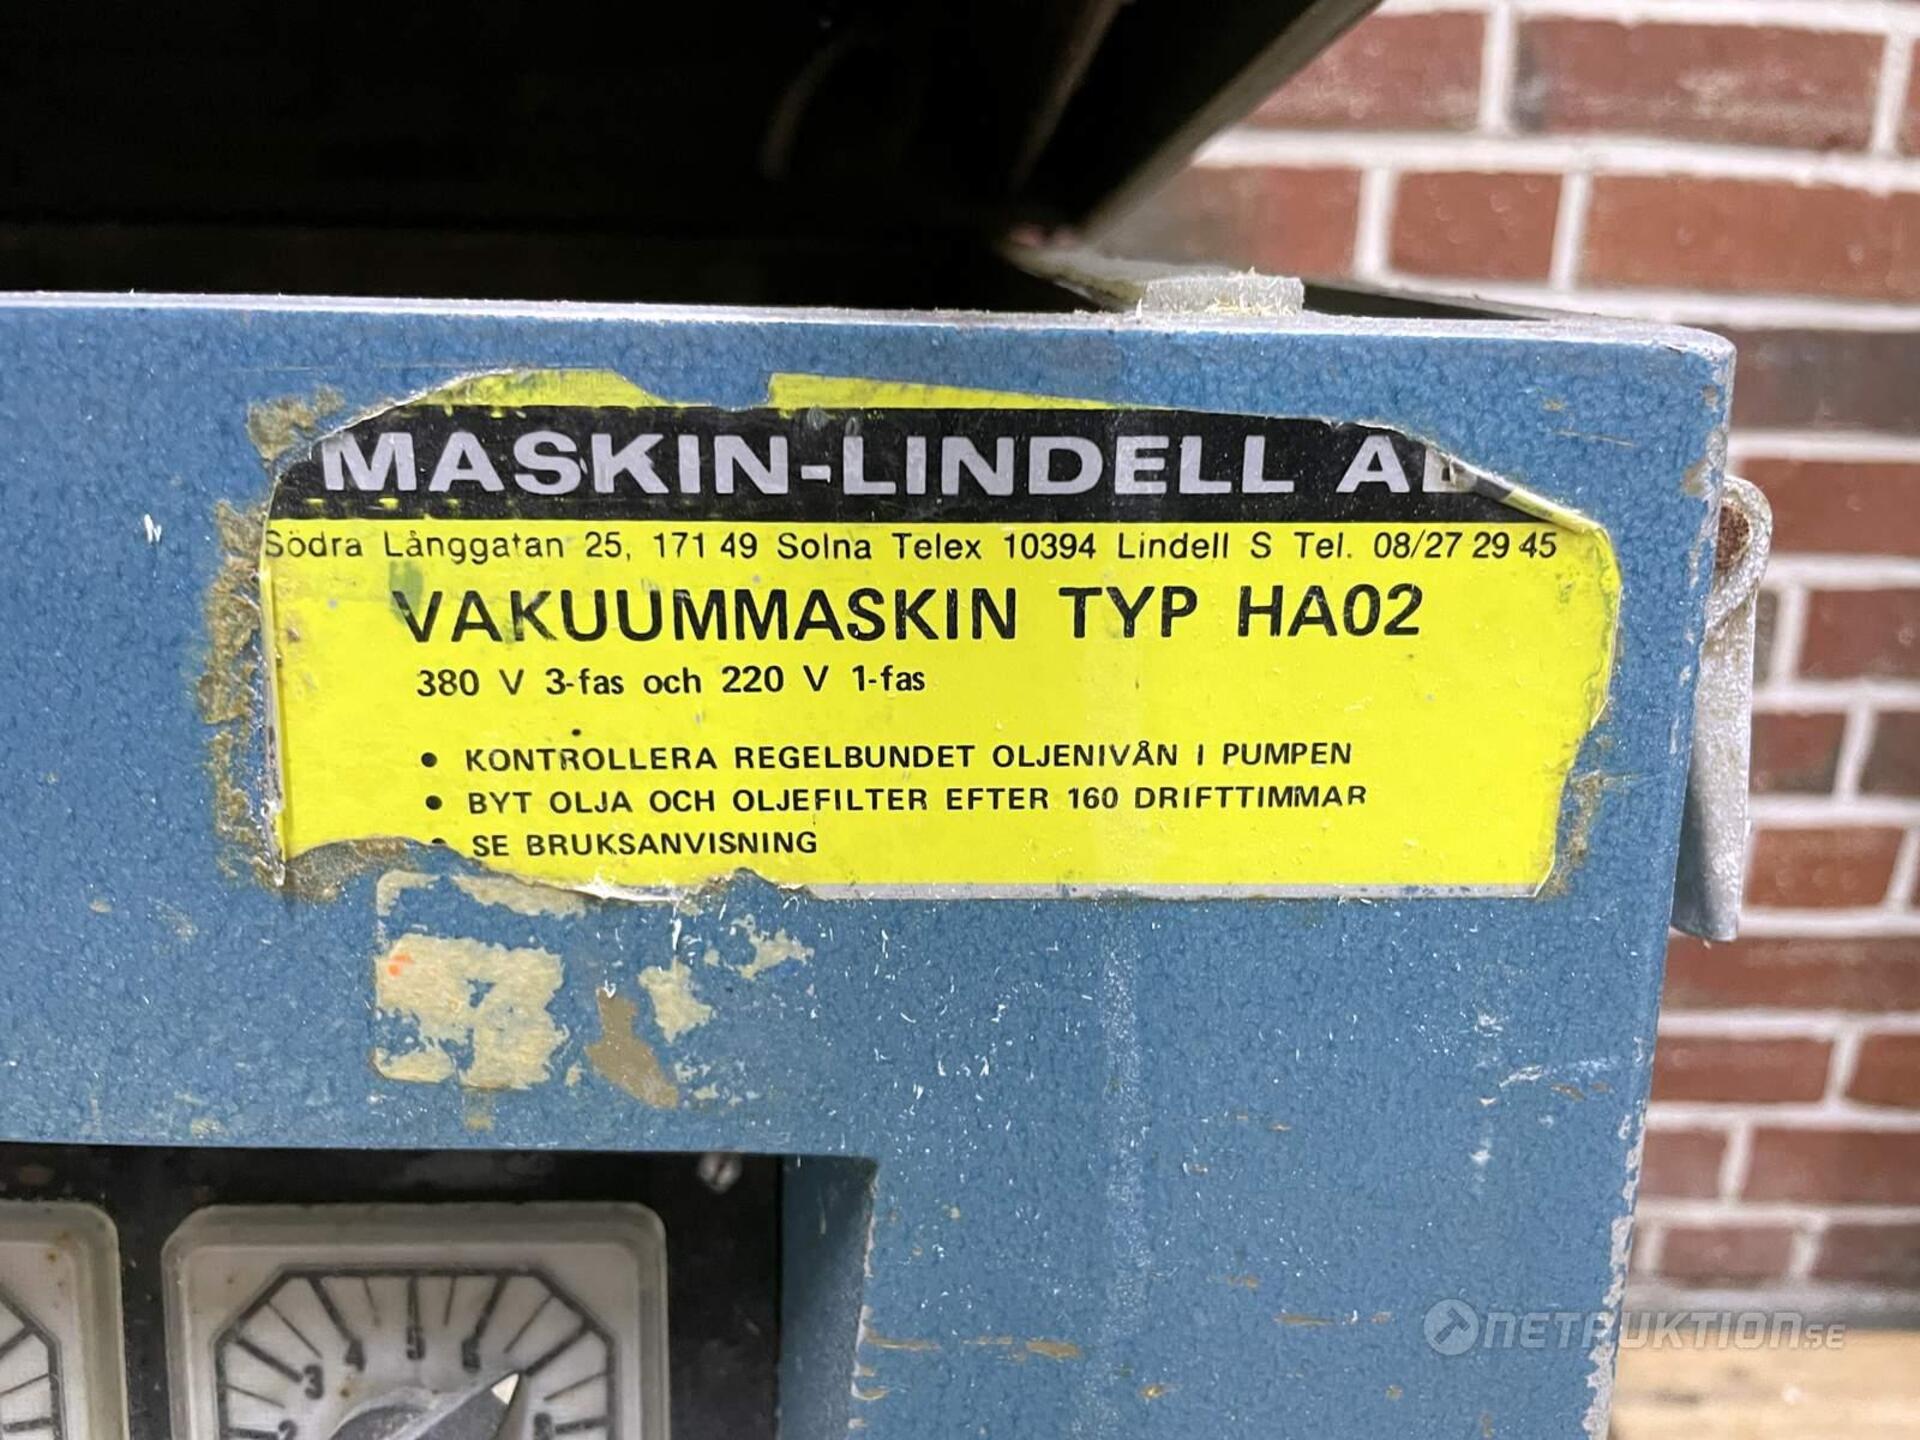 MASKIN-LINDELL AB
Södra Långgatan 25, 171 49 Solna Telex 10394 Lindell S Tel. 08/27 29 45
VAKUUMMASKIN TYP HA02
380 V 3-fas och 220 V 1-fas
• KONTROLLERA REGELBUNDET OLJENIVÅN I PUMPEN
• BYT OLJA OCH OLJEFILTER EFTER 160 DRIFTTIMMAR
• SE BRUKSANVISNING
3 4 5 6
NETRUKTION.SE